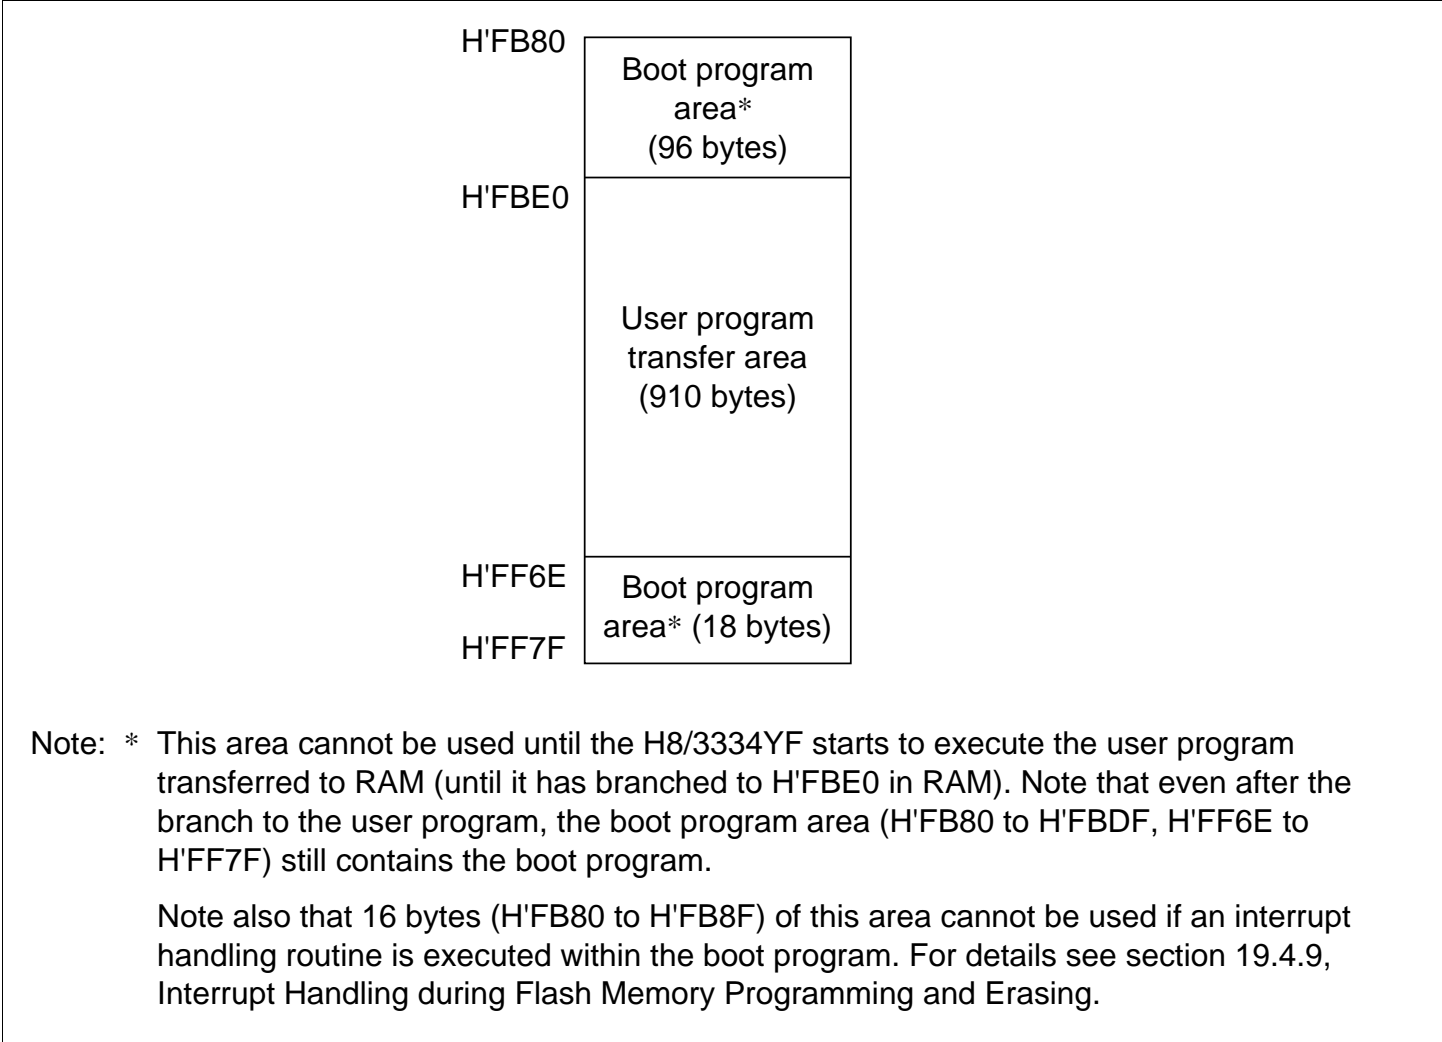 H'FB80
Boot program
area*
(96 bytes)
H'FBE0
User program
transfer area
(910 bytes)
H'FF6E
Boot program
area* (18 bytes)
H'FF7F
Note: * This area cannot be used until the H8/3334YF starts to execute the user program
transferred to RAM (until it has branched to H'FBE0 in RAM). Note that even after the
branch to the user program, the boot program area (H'FB80 to H'FBDF, H'FF6E to
H'FF7F) still contains the boot program.
Note also that 16 bytes (H'FB80 to H'FB8F) of this area cannot be used if an interrupt
handling routine is executed within the boot program. For details see section 19.4.9,
Interrupt Handling during Flash Memory Programming and Erasing.